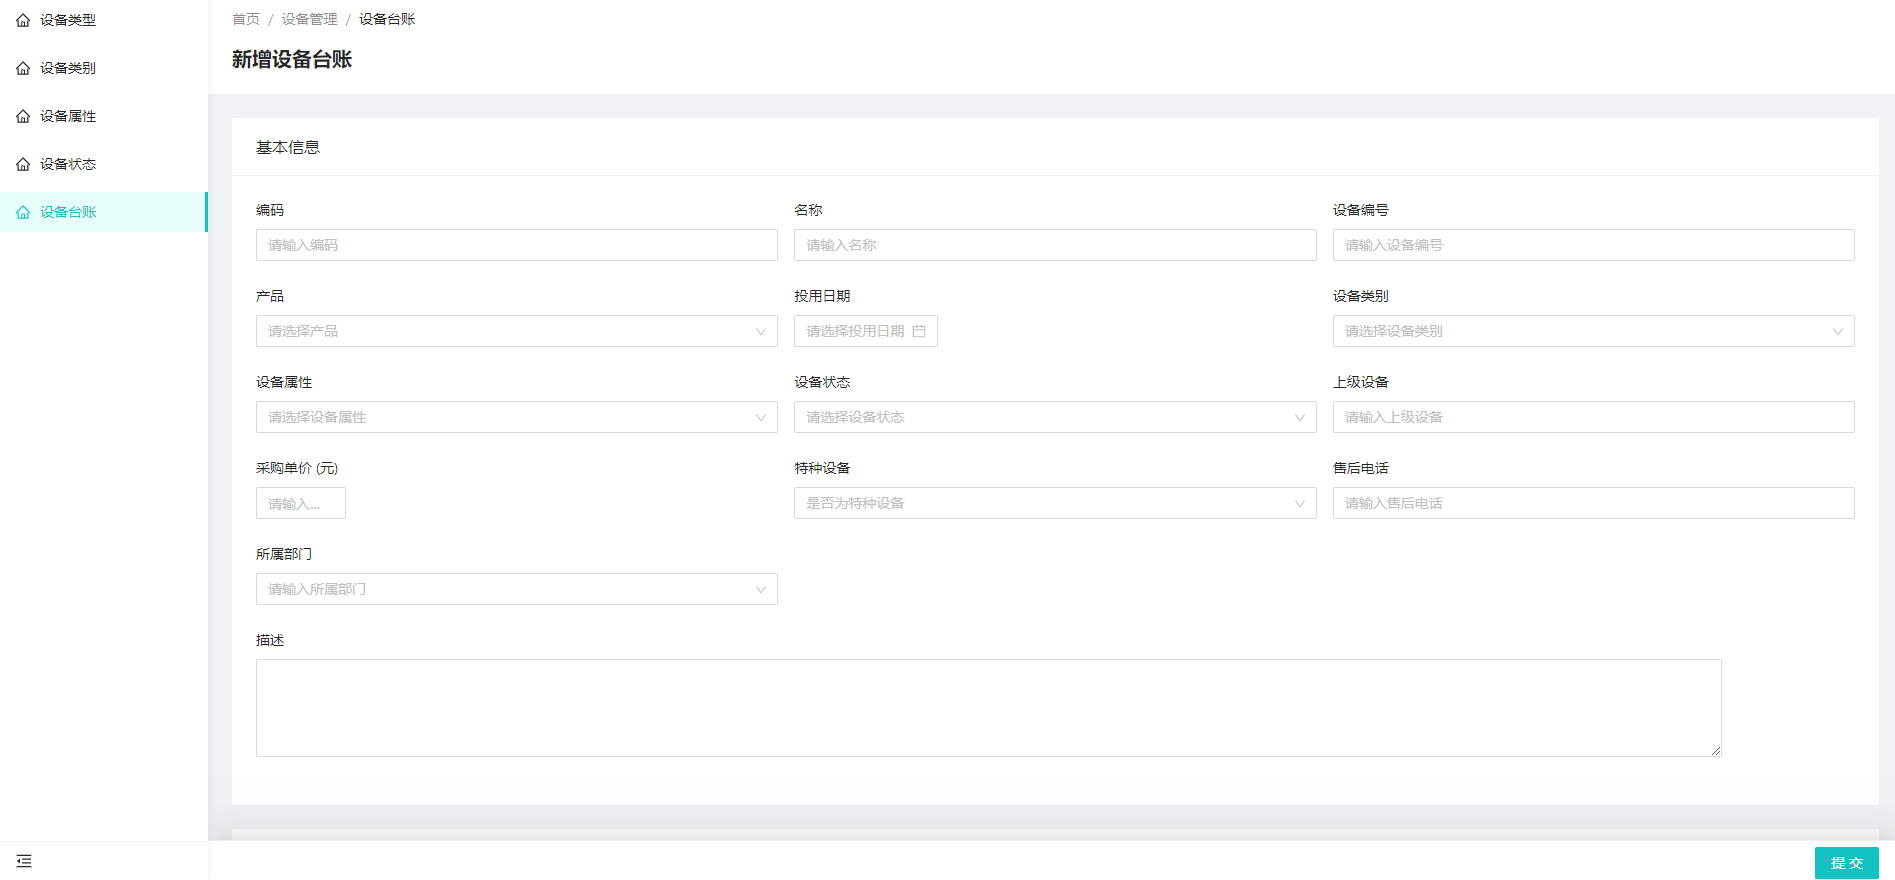 设备类型
设备类别
设备属性
设备状态
设备台账
首页 / 设备管理 / 设备台账
新增设备台账
基本信息
编码 名称 设备编号
请输入编码 请输入名称 请输入设备编号
产品 投用日期 设备类别
请选择产品 请选择投用日期 请选择设备类别
设备属性 设备状态 上级设备
请选择设备属性 请选择设备状态 请输入上级设备
采购单价 (元) 特种设备 售后电话
请输入... 是否为特种设备 请输入售后电话
所属部门
请输入所属部门
描述
提 交